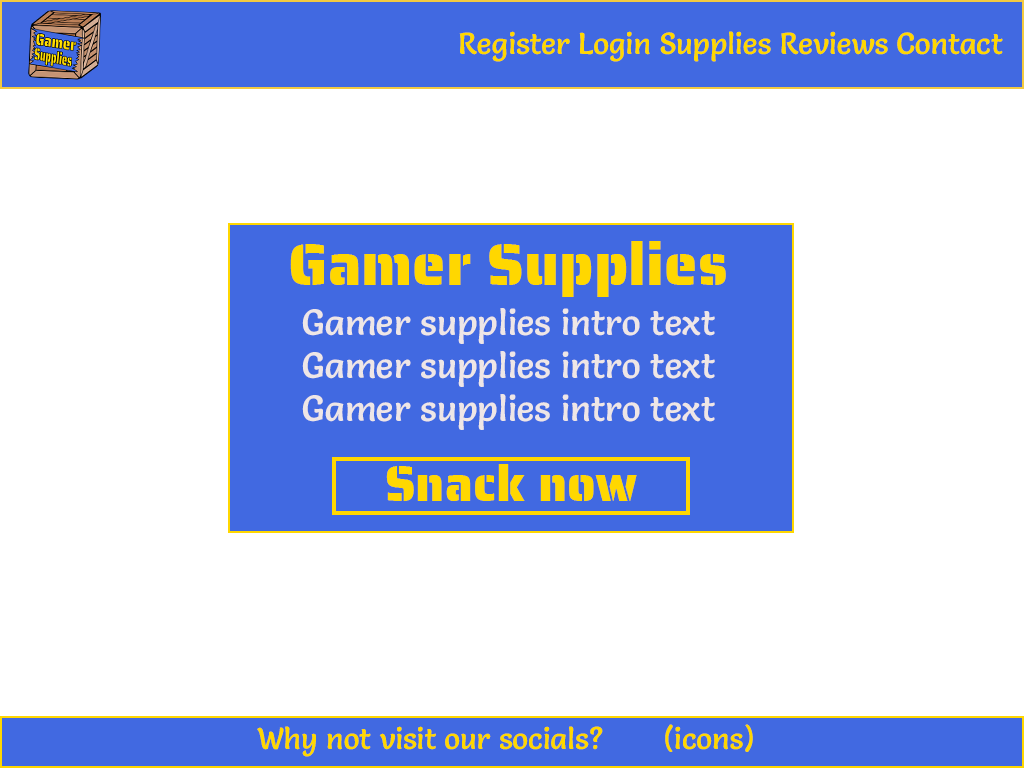 Gamer
Supplies
Register Login Supplies Reviews Contact
Gamer Supplies
Gamer supplies intro text
Gamer supplies intro text
Gamer supplies intro text
Snack now
Why not visit our socials? (icons)